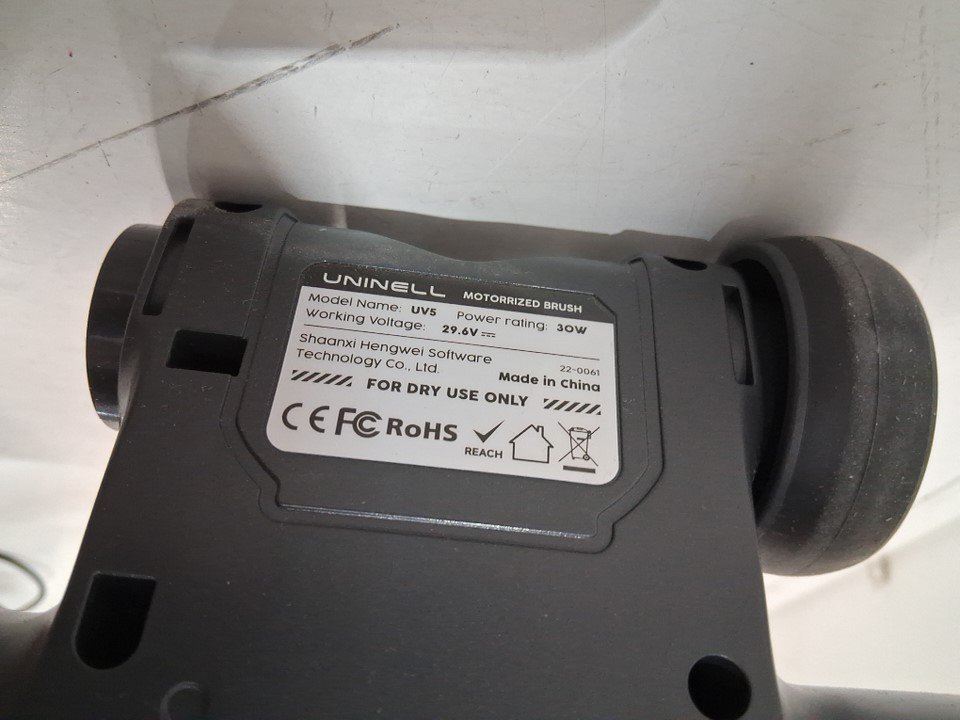 UNINELL MOTORRIZED BRUSH
Model Name: UV5 Power rating: 30W
Working Voltage: 29.6V ⎓
Shaanxi Hengwei Software
Technology Co., Ltd. 22-0061
Made in China
FOR DRY USE ONLY
CE FC RoHS
REACH